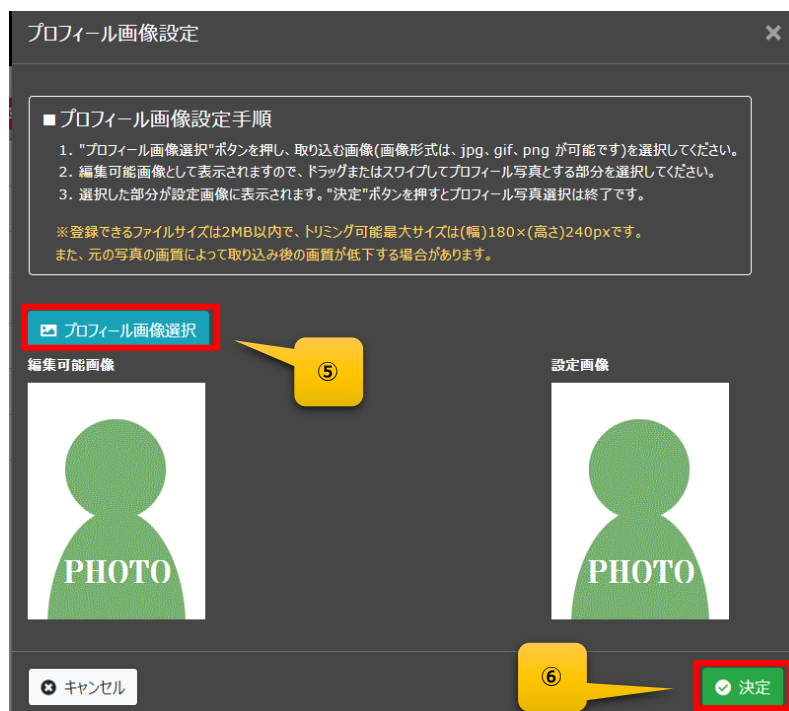 プロフィール画像設定
×
■プロフィール画像設定手順
1. "プロフィール画像選択"ボタンを押し、取り込む画像(画像形式は、jpg、gif、png が可能です)を選択してください。
2. 編集可能画像として表示されますので、ドラッグまたはスワイプしてプロフィール写真とする部分を選択してください。
3. 選択した部分が設定画像に表示されます。"決定"ボタンを押すとプロフィール写真選択は終了です。
※登録できるファイルサイズは2MB以内で、トリミング可能最大サイズは(幅)180×(高さ)240pxです。
また、元の写真の画質によって取り込み後の画質が低下する場合があります。
プロフィール画像選択
⑤
編集可能画像
設定画像
PHOTO
PHOTO
⑥
キャンセル
決定